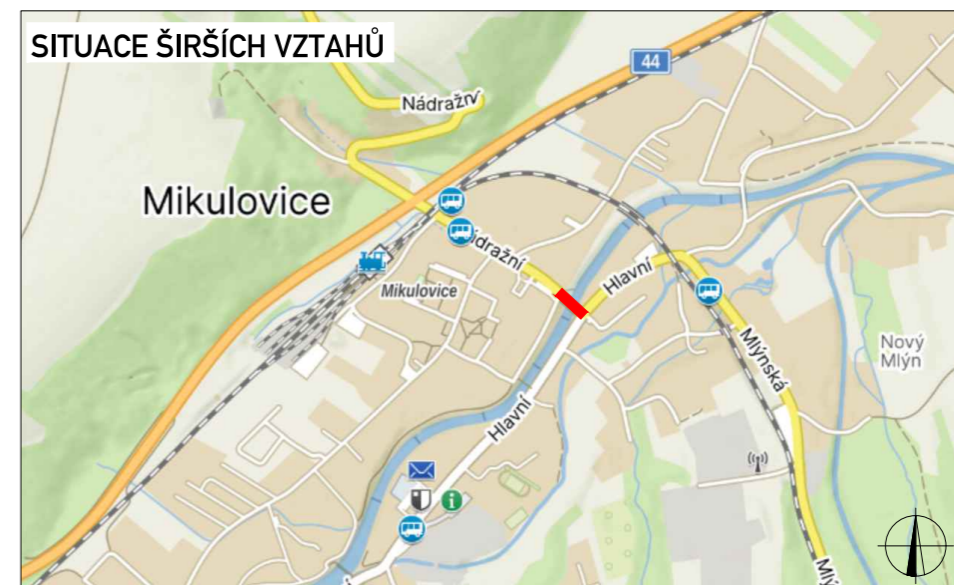 SITUACE ŠIRŠÍCH VZTAHŮ
44
Nádražní
Mikulovice
Nádražní
Mikulovice
Hlavní
Mlýnská
Nový
Mlýn
Hlavní